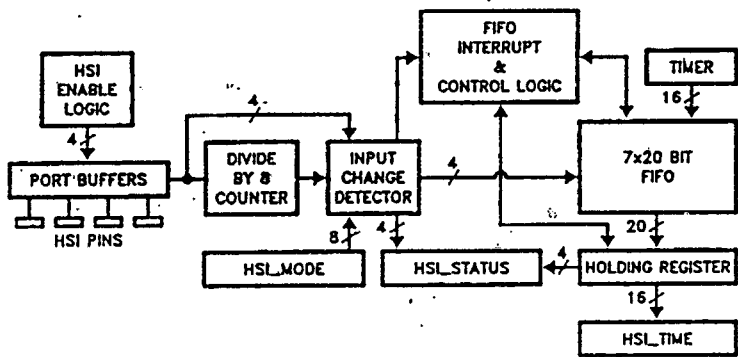 HSI
ENABLE
LOGIC
4
PORT BUFFERS
HSI PINS
4
DIVIDE
BY 8
COUNTER
INPUT
CHANGE
DETECTOR
8
HSI_MODE
4
HSI_STATUS
FIFO
INTERRUPT
&
CONTROL LOGIC
4
TIMER
16
7x20 BIT
FIFO
20
HOLDING REGISTER
4
16
HSI_TIME